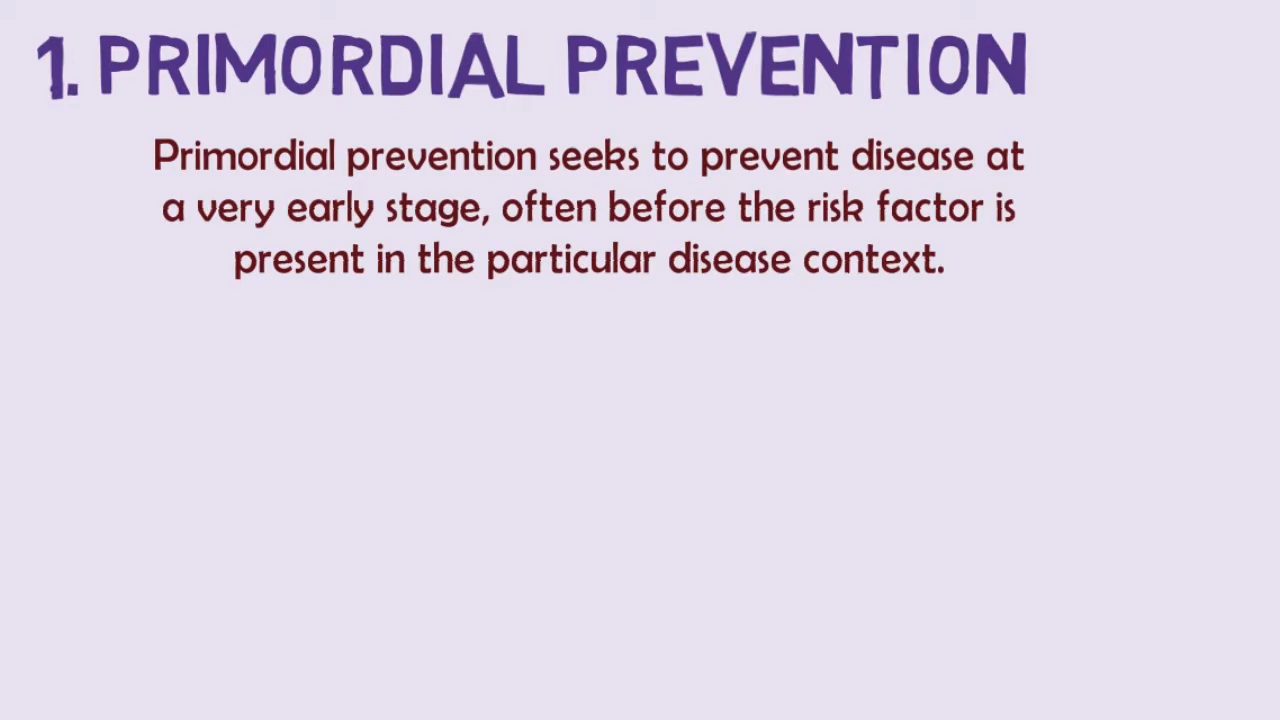 1. PRIMORDIAL PREVENTION
Primordial prevention seeks to prevent disease at
a very early stage, often before the risk factor is
present in the particular disease context.